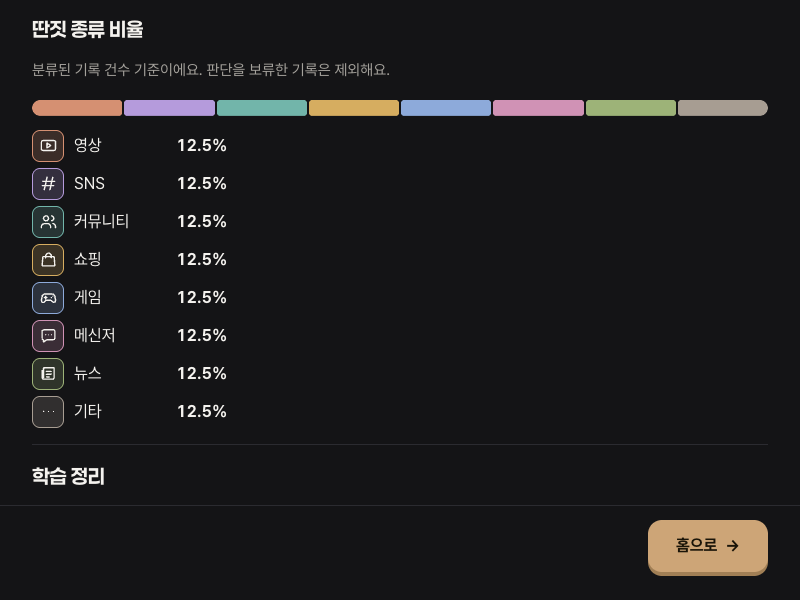 딴짓 종류 비율
분류된 기록 건수 기준이에요. 판단을 보류한 기록은 제외해요.
영상 12.5%
SNS 12.5%
커뮤니티 12.5%
쇼핑 12.5%
게임 12.5%
메신저 12.5%
뉴스 12.5%
기타 12.5%
학습 정리
홈으로 →